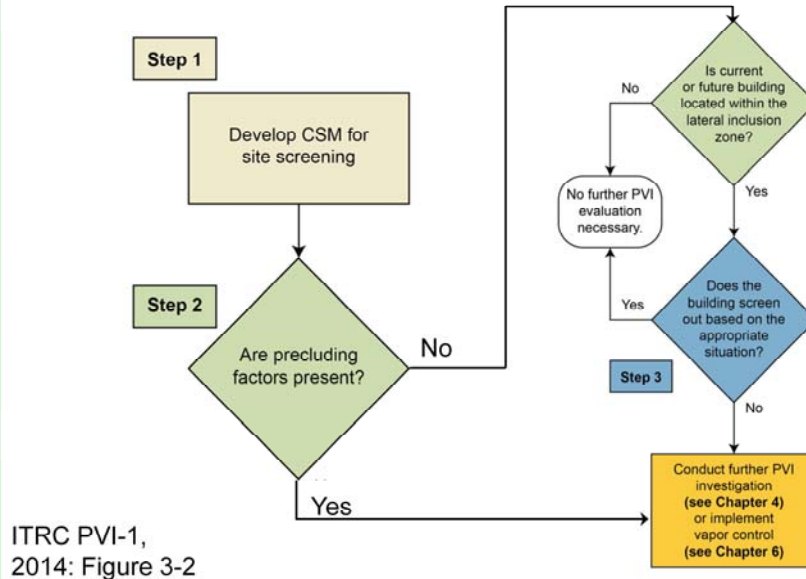 Step 1
Develop CSM for
site screening
Step 2
Are precluding
factors present?
No
Yes
Is current
or future building
located within the
lateral inclusion
zone?
No
Yes
No further PVI
evaluation
necessary.
Does the
building screen
out based on the
appropriate
situation?
Yes
Step 3
No
Conduct further PVI
investigation
(see Chapter 4)
or implement
vapor control
(see Chapter 6)
ITRC PVI-1,
2014: Figure 3-2